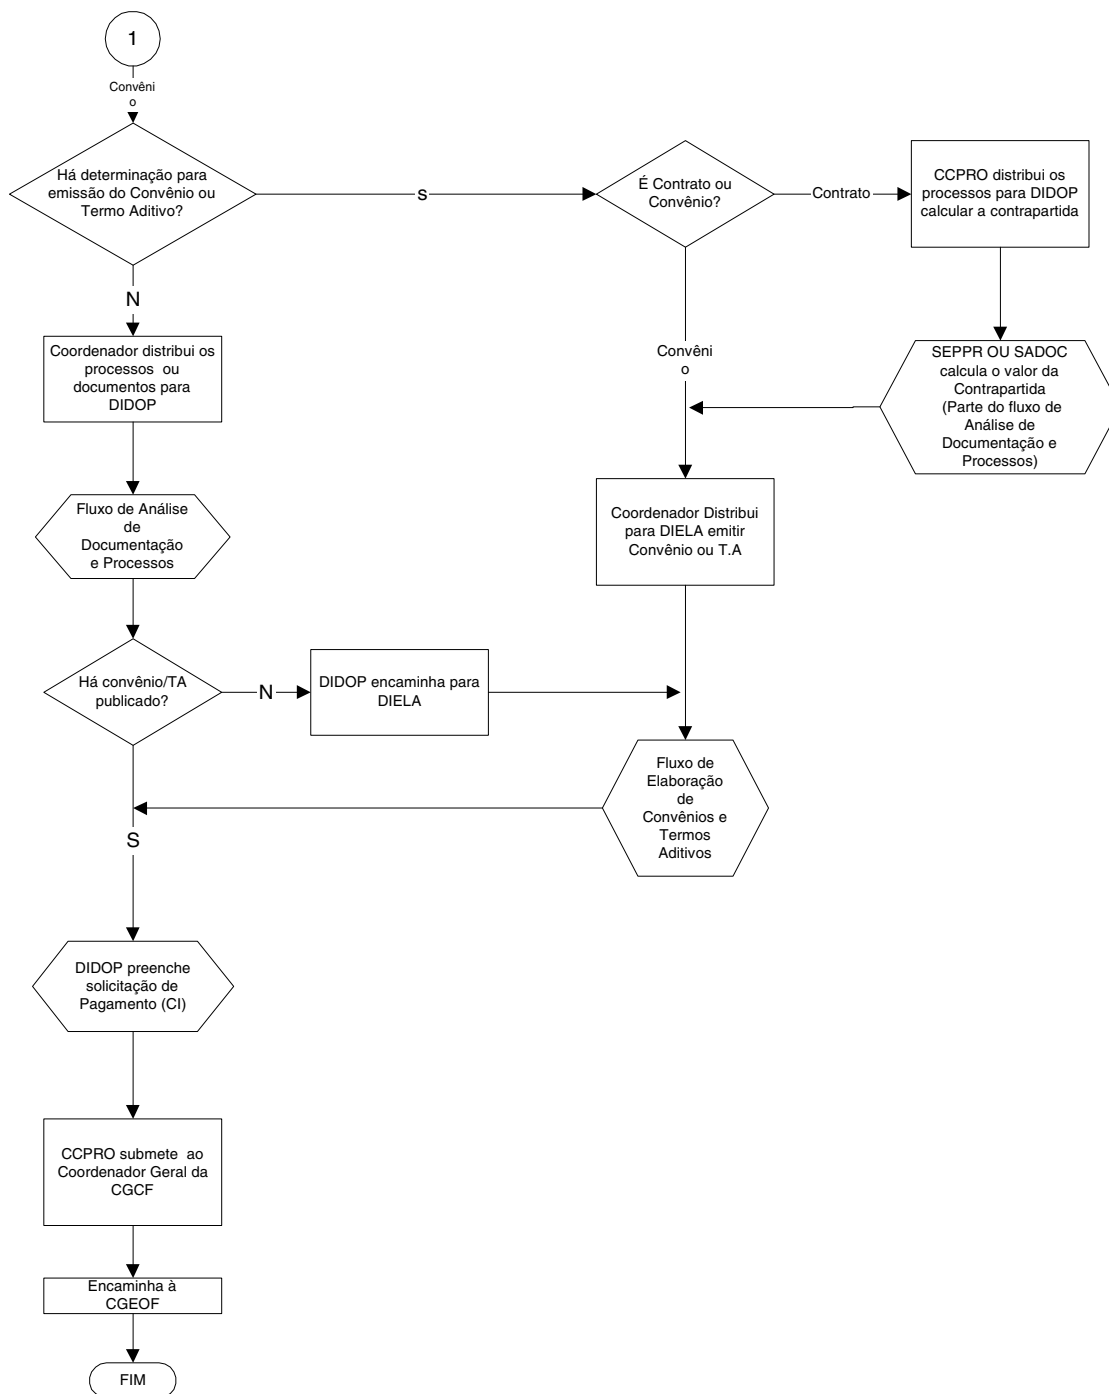 1
Convêni
o
Há determinação para
emissão do Convênio ou
Termo Aditivo?
s
É Contrato ou
Convênio?
Contrato
CCPRO distribui os
processos para DIDOP
calcular a contrapartida
N
Coordenador distribui os
processos ou
documentos para
DIDOP
Convêni
o
SEPPR OU SADOC
calcula o valor da
Contrapartida
(Parte do fluxo de
Análise de
Documentação e
Processos)
Fluxo de Análise
de
Documentação
e Processos
Coordenador Distribui
para DIELA emitir
Convênio ou T.A
Há convênio/TA
publicado?
N
DIDOP encaminha para
DIELA
Fluxo de
Elaboração
de
Convênios e
Termos
Aditivos
S
DIDOP preenche
solicitação de
Pagamento (CI)
CCPRO submete ao
Coordenador Geral da
CGCF
Encaminha à
CGEOF
FIM